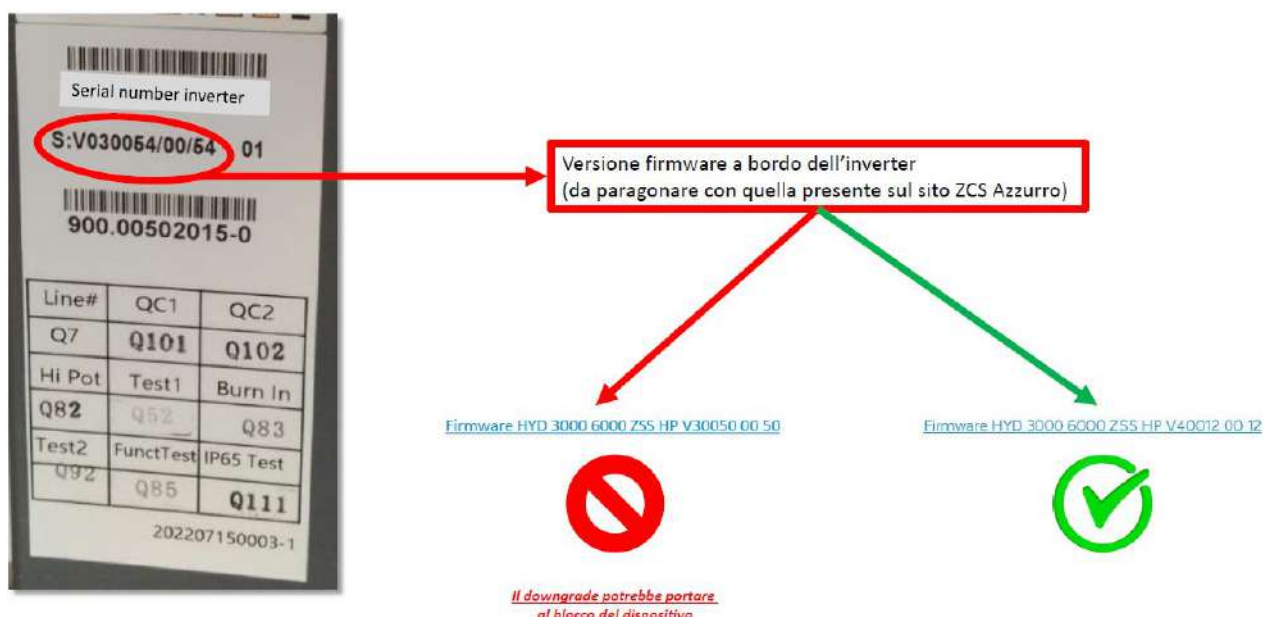 Serial number inverter
S:V030054/00/54 01
900.00502015-0
Line# QC1 QC2
Q7 Q101 Q102
Hi Pot Test1 Burn In
Q82 Q52 Q83
Test2 FunctTest IP65 Test
Q92 Q85 Q111
202207150003-1
Versione firmware a bordo dell'inverter
(da paragonare con quella presente sul sito ZCS Azzurro)
Firmware HYD 3000 6000 ZSS HP V30050 00 50
Firmware HYD 3000 6000 ZSS HP V40012 00 12
Il downgrade potrebbe portare
al blocco del dispositivo